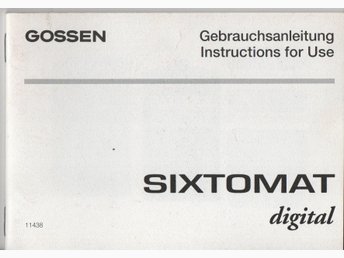 GOSSEN
Gebrauchsanleitung
Instructions for Use
SIXTOMAT
digital
11438